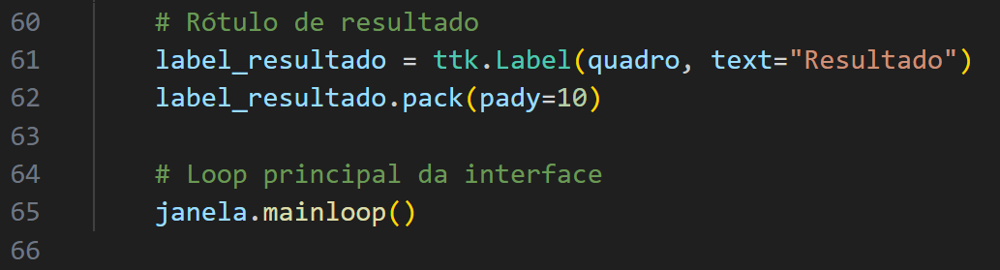 60 # Rótulo de resultado
61 label_resultado = ttk.Label(quadro, text="Resultado")
62 label_resultado.pack(pady=10)
63
64 # Loop principal da interface
65 janela.mainloop()
66